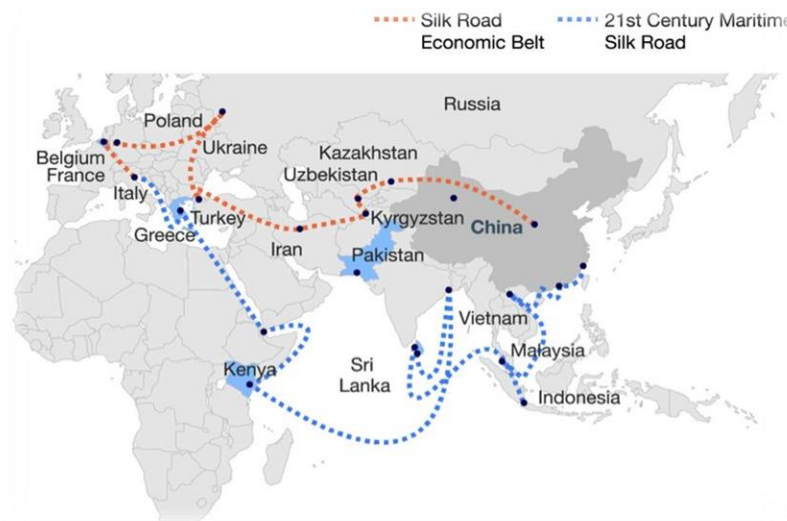 Silk Road
Economic Belt
21st Century Maritime
Silk Road
Russia
Poland
Ukraine
Belgium
France
Kazakhstan
Uzbekistan
Italy
Turkey
Kyrgyzstan
China
Greece
Iran
Pakistan
Vietnam
Malaysia
Kenya
Sri
Lanka
Indonesia